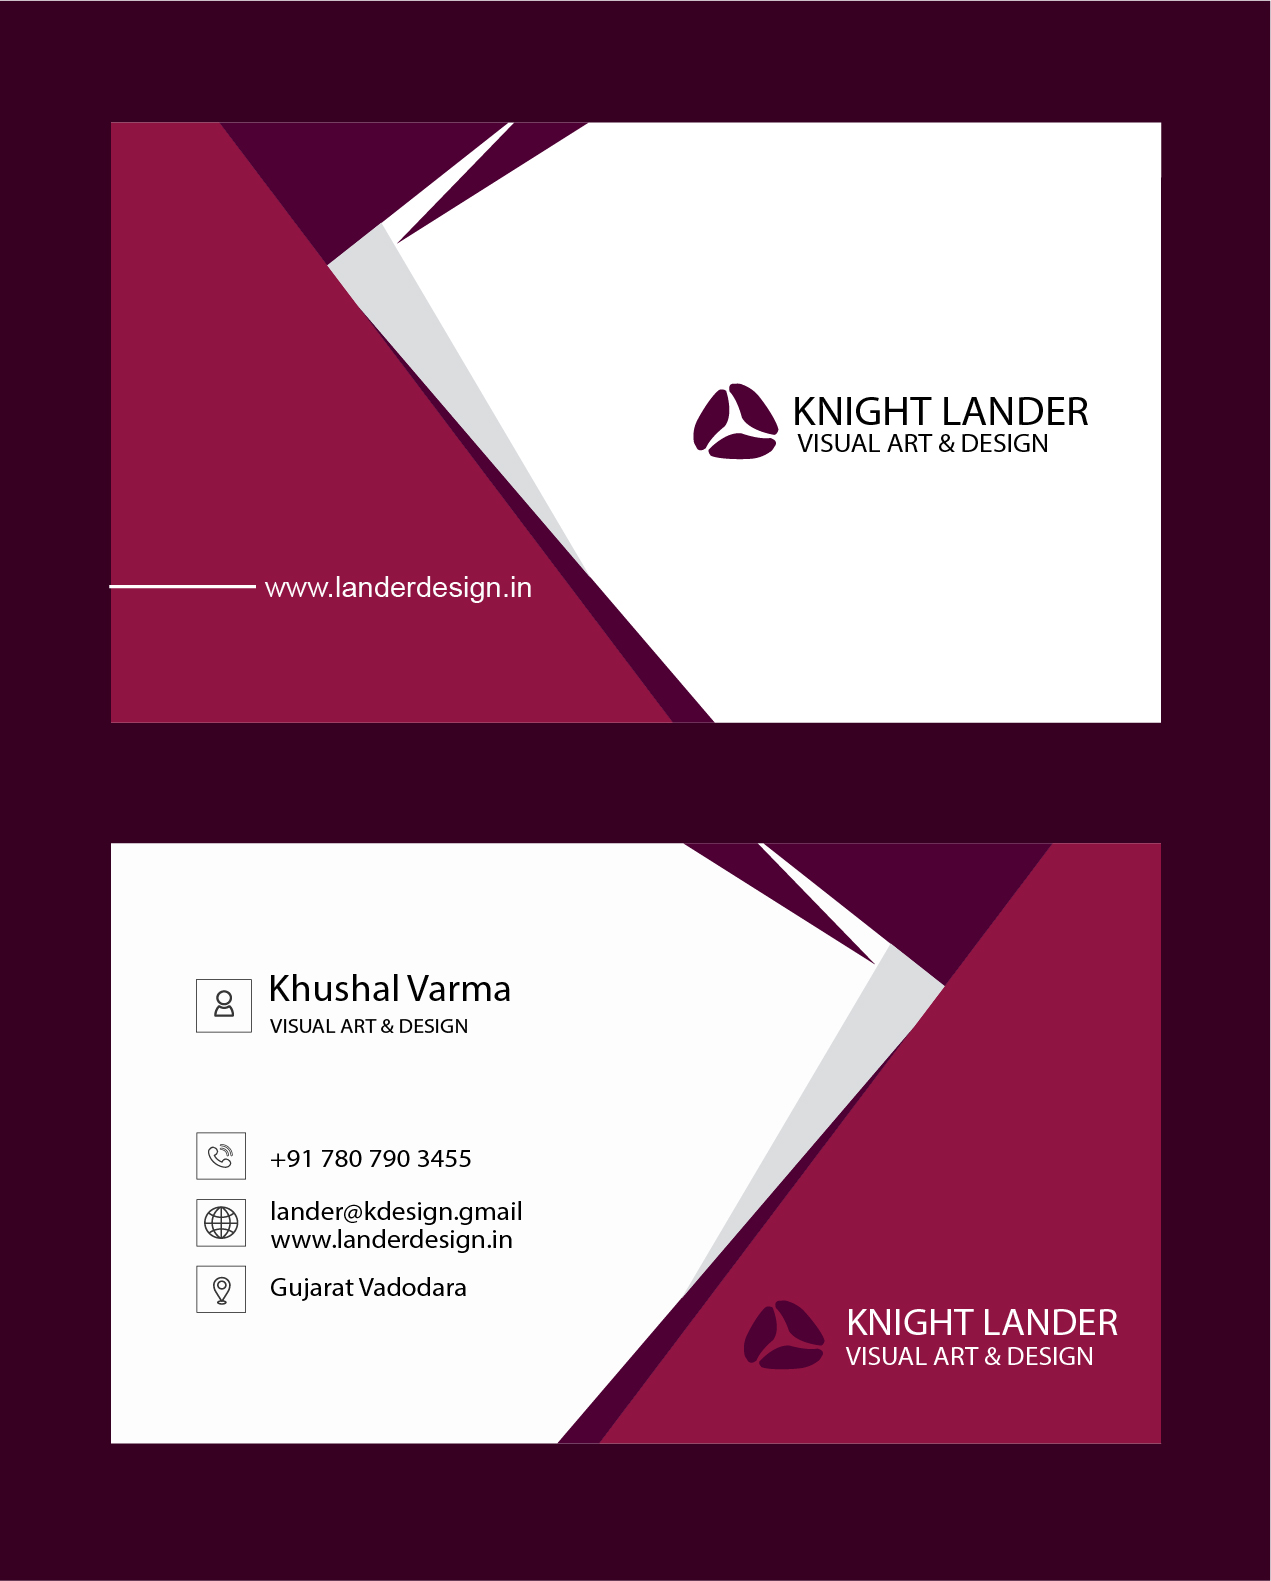 KNIGHT LANDER
VISUAL ART & DESIGN
www.landerdesign.in
Khushal Varma
VISUAL ART & DESIGN
+91 780 790 3455
lander@kdesign.gmail
www.landerdesign.in
Gujarat Vadodara
KNIGHT LANDER
VISUAL ART & DESIGN